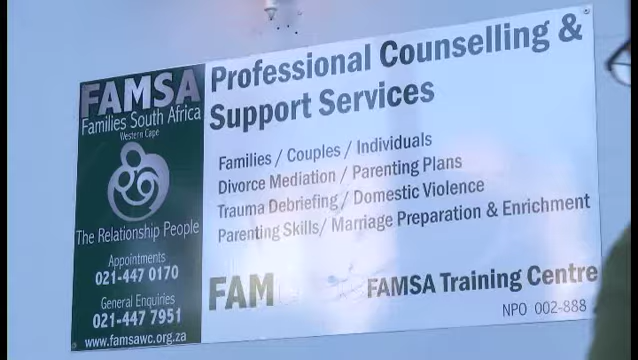 FAMSA
Families South Africa
Western Cape
The Relationship People
Appointments
021-447 0170
General Enquiries
021-447 7951
www.famsawc.org.za
Professional Counselling &
Support Services
Families / Couples / Individuals
Divorce Mediation / Parenting Plans
Trauma Debriefing / Domestic Violence
Parenting Skills/ Marriage Preparation & Enrichment
FAM
FAMSA Training Centre
NPO 002-888